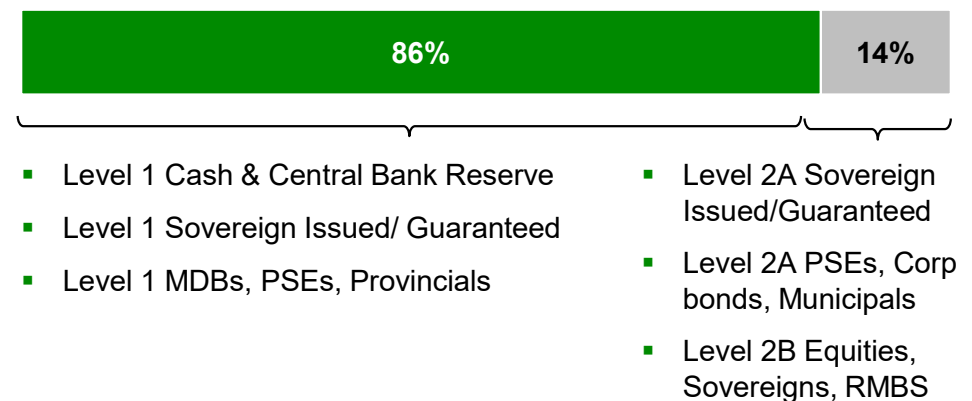 86%
14%
▪ Level 1 Cash & Central Bank Reserve
▪ Level 1 Sovereign Issued/ Guaranteed
▪ Level 1 MDBs, PSEs, Provincials
▪ Level 2A Sovereign
Issued/Guaranteed
▪ Level 2A PSEs, Corp
bonds, Municipals
▪ Level 2B Equities,
Sovereigns, RMBS